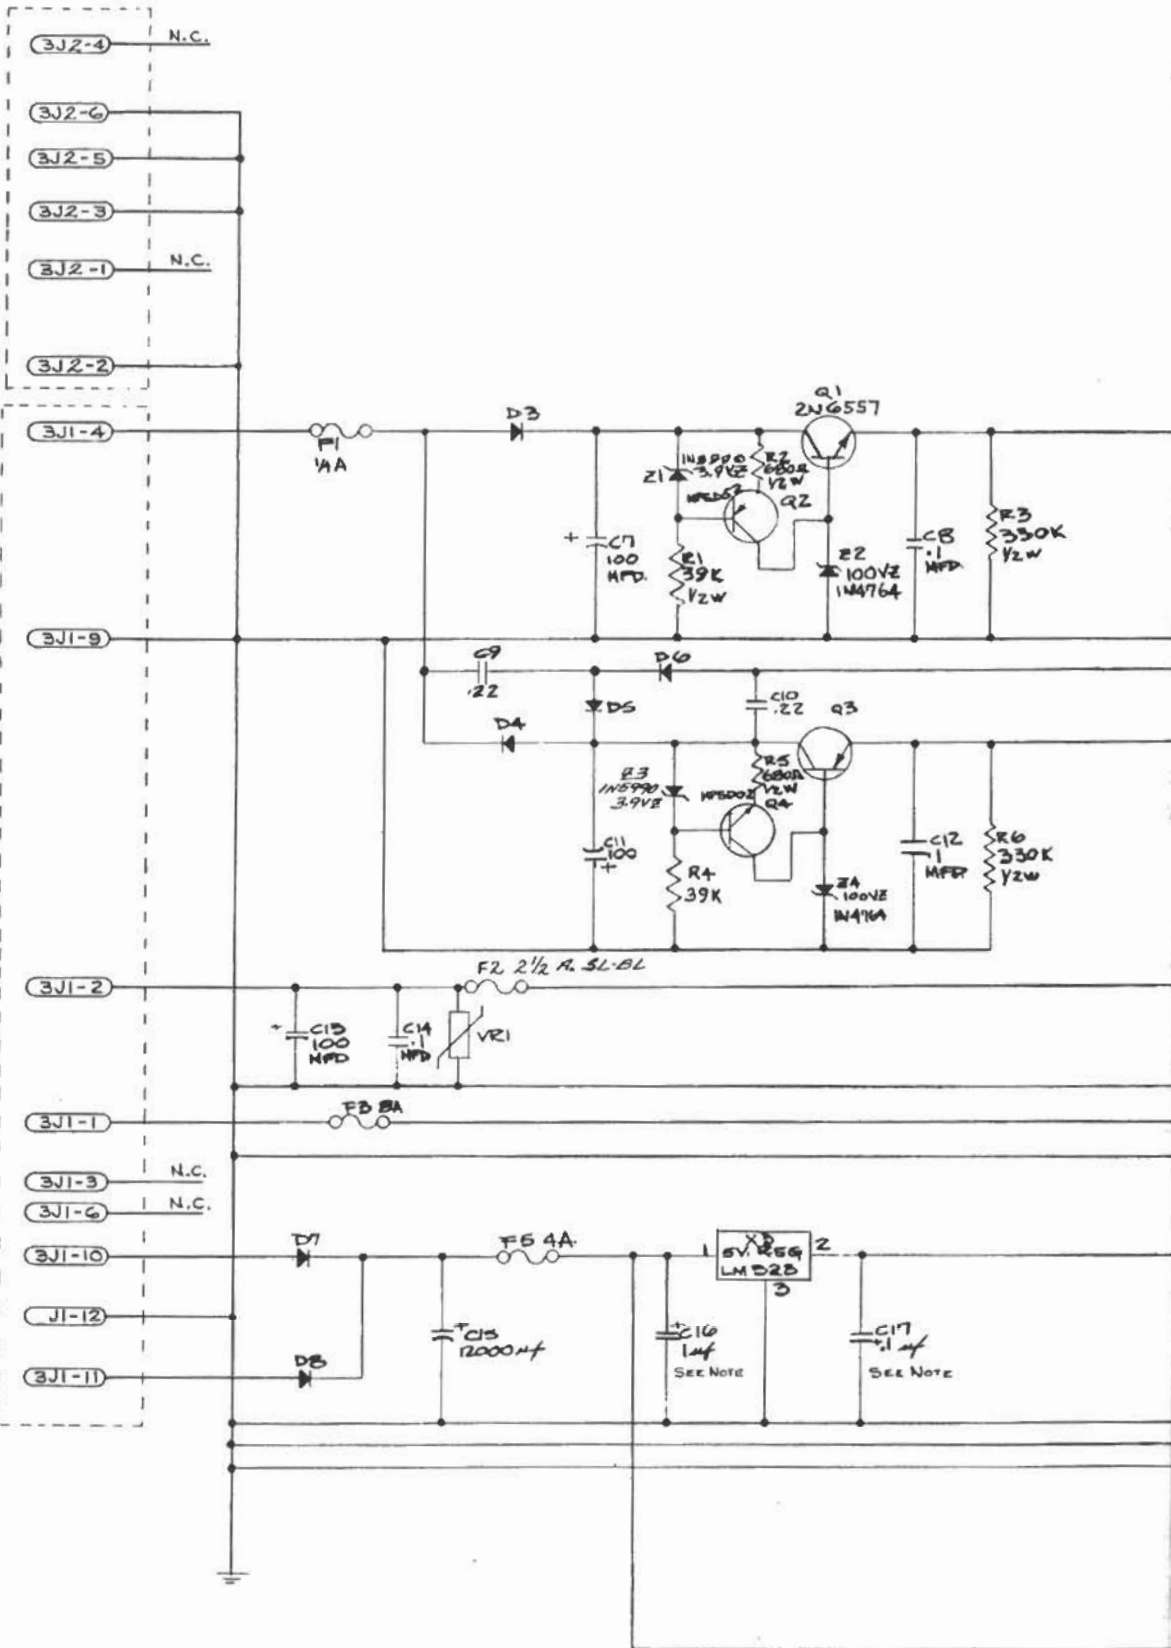 3J2-4
N.C.
3J2-6
3J2-5
3J2-3
3J2-1
N.C.
3J2-2
3J1-4
F1
1/4A
D3
Q1
2N6557
Z1
3.9VZ
R2
680Ω
1/2W
Q2
+
C7
100
MFD.
R1
39K
1/2W
Z2
100VZ
1N4764
C8
.1
MFD.
R3
330K
1/2W
3J1-9
C9
.22
D6
D5
C10
.22
Q3
D4
Z3
1N5990
3.9VZ
R5
680Ω
1/2W
MPSD02
Q4
C11
100
+
R4
39K
Z4
100VZ
1N4764
C12
.1
MFD
R6
330K
1/2W
3J1-2
F2 2 1/2 A. SL-BL
+
C13
100
MFD
C14
.1
MFD
VR1
3J1-1
F3 8A
3J1-3
N.C.
3J1-6
N.C.
3J1-10
D7
F5 4A.
1
5V. REG
LM 323
2
3
J1-12
+
C15
12000 µf
+
C16
1µf
SEE NOTE
C17
+.1 µf
SEE NOTE
3J1-11
D8